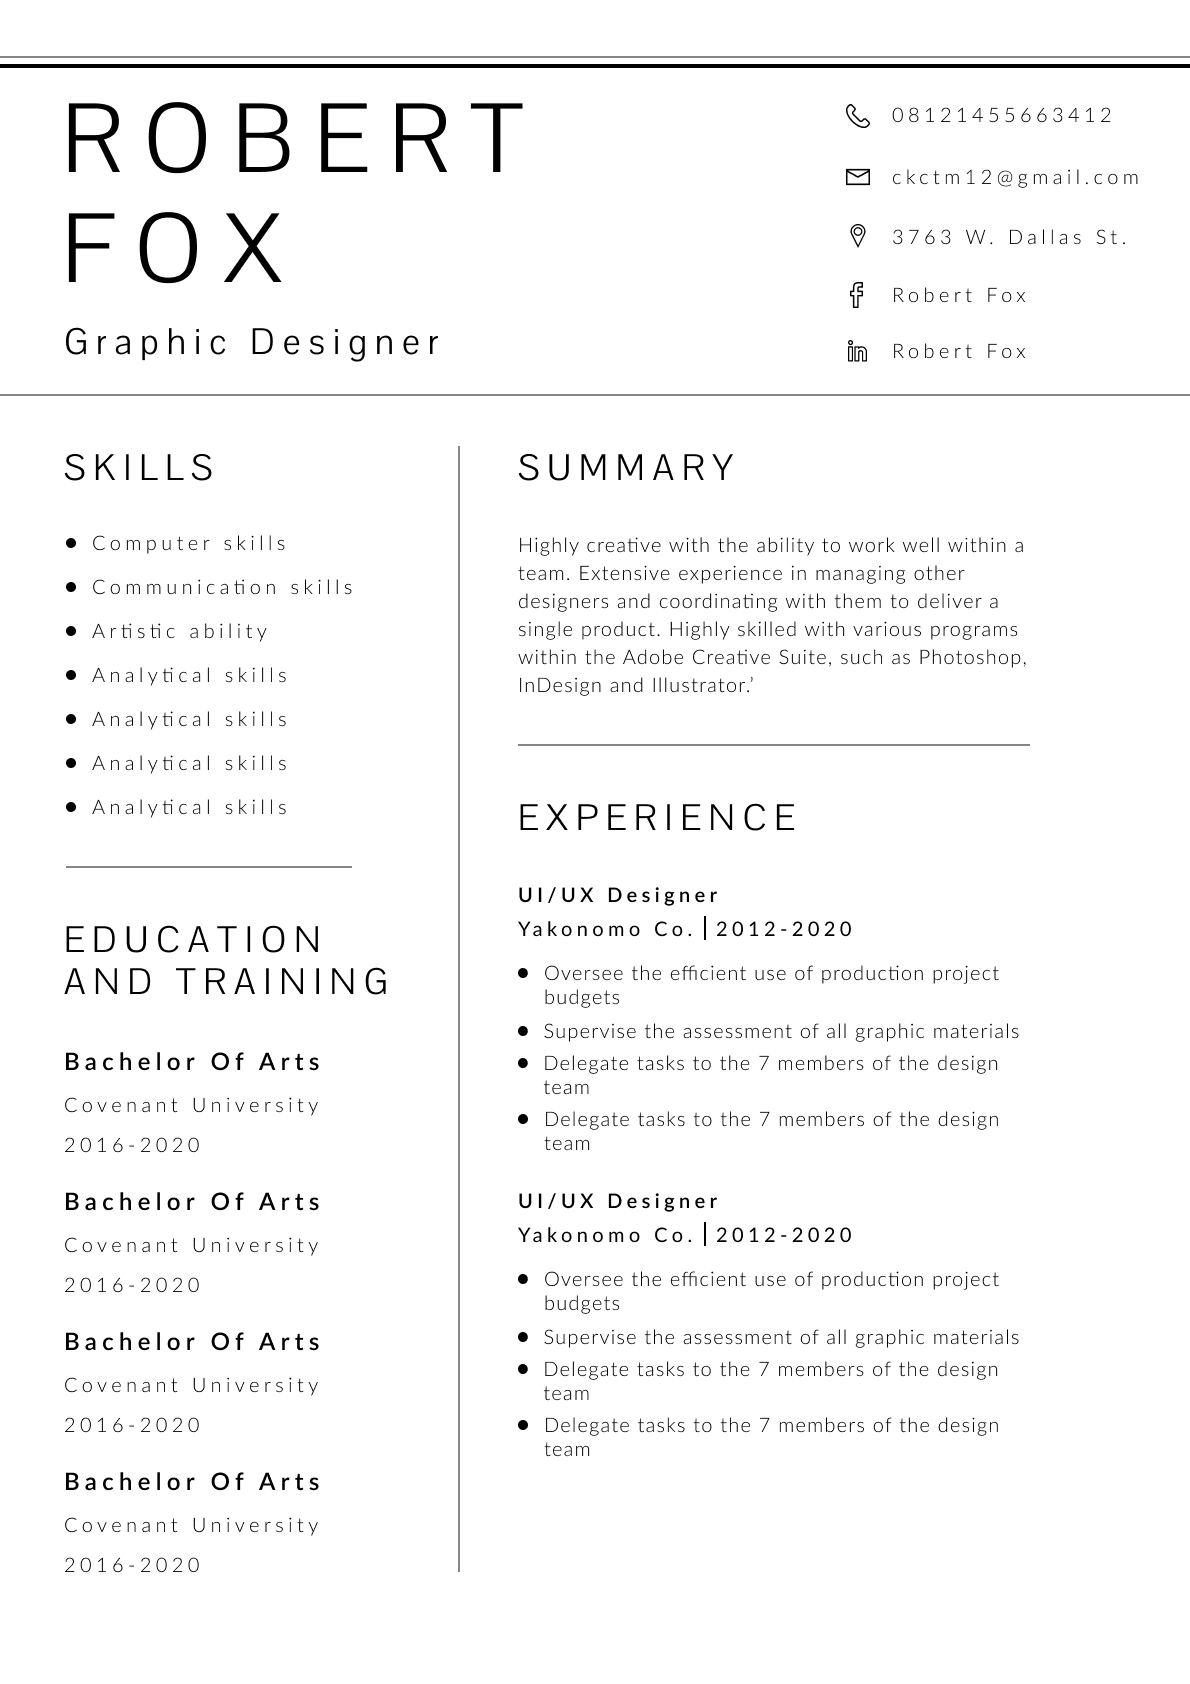 ROBERT
FOX
Graphic Designer
08121455663412
ckctm12@gmail.com
3763 W. Dallas St.
Robert Fox
in Robert Fox
SKILLS
• Computer skills
• Communication skills
• Artistic ability
• Analytical skills
• Analytical skills
• Analytical skills
• Analytical skills
EDUCATION
AND TRAINING
Bachelor Of Arts
Covenant University
2016-2020
Bachelor Of Arts
Covenant University
2016-2020
Bachelor Of Arts
Covenant University
2016-2020
Bachelor Of Arts
Covenant University
2016-2020
SUMMARY
Highly creative with the ability to work well within a
team. Extensive experience in managing other
designers and coordinating with them to deliver a
single product. Highly skilled with various programs
within the Adobe Creative Suite, such as Photoshop,
InDesign and Illustrator.’
EXPERIENCE
UI/UX Designer
Yakonomo Co. | 2012-2020
• Oversee the efficient use of production project
budgets
• Supervise the assessment of all graphic materials
• Delegate tasks to the 7 members of the design
team
• Delegate tasks to the 7 members of the design
team
UI/UX Designer
Yakonomo Co. | 2012-2020
• Oversee the efficient use of production project
budgets
• Supervise the assessment of all graphic materials
• Delegate tasks to the 7 members of the design
team
• Delegate tasks to the 7 members of the design
team